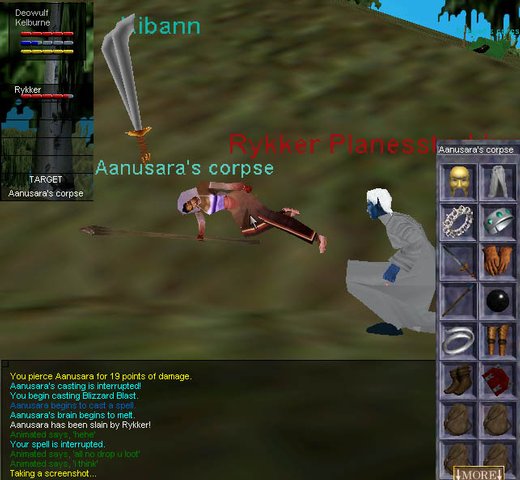 Deowulf
Kelburne
Kibann
Rykker
Rykker
TARGET
Aanusara's corpse
Aanusara's corpse
Aanusara's corpse
You pierce Aanusara for 19 points of damage.
Aanusara's casting is interrupted!
You begin casting Blizzard Blast.
Aanusara begins to cast a spell.
Aanusara's brain begins to melt.
Aanusara has been slain by Rykker!
Animated says, 'hehe'
Your spell is interrupted.
Animated says, 'all no drop u loot'
Animated says, 'i think'
Taking a screenshot...
MORE